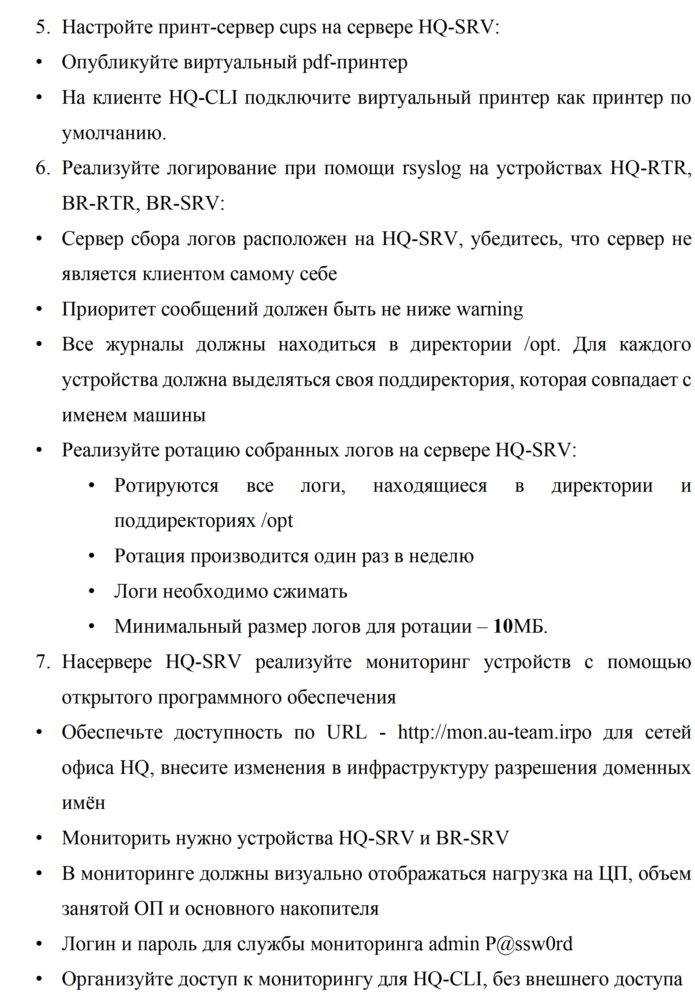 5. Настройте принт-сервер cups на сервере HQ-SRV:
• Опубликуйте виртуальный pdf-принтер
• На клиенте HQ-CLI подключите виртуальный принтер как принтер по
умолчанию.
6. Реализуйте логирование при помощи rsyslog на устройствах HQ-RTR,
BR-RTR, BR-SRV:
• Сервер сбора логов расположен на HQ-SRV, убедитесь, что сервер не
является клиентом самому себе
• Приоритет сообщений должен быть не ниже warning
• Все журналы должны находиться в директории /opt. Для каждого
устройства должна выделяться своя поддиректория, которая совпадает с
именем машины
• Реализуйте ротацию собранных логов на сервере HQ-SRV:
• Ротируются все логи, находящиеся в директории и
поддиректориях /opt
• Ротация производится один раз в неделю
• Логи необходимо сжимать
• Минимальный размер логов для ротации – 10МБ.
7. Насервере HQ-SRV реализуйте мониторинг устройств с помощью
открытого программного обеспечения
• Обеспечьте доступность по URL - http://mon.au-team.irpo для сетей
офиса HQ, внесите изменения в инфраструктуру разрешения доменных
имён
• Мониторить нужно устройства HQ-SRV и BR-SRV
• В мониторинге должны визуально отображаться нагрузка на ЦП, объем
занятой ОП и основного накопителя
• Логин и пароль для службы мониторинга admin P@ssw0rd
• Организуйте доступ к мониторингу для HQ-CLI, без внешнего доступа